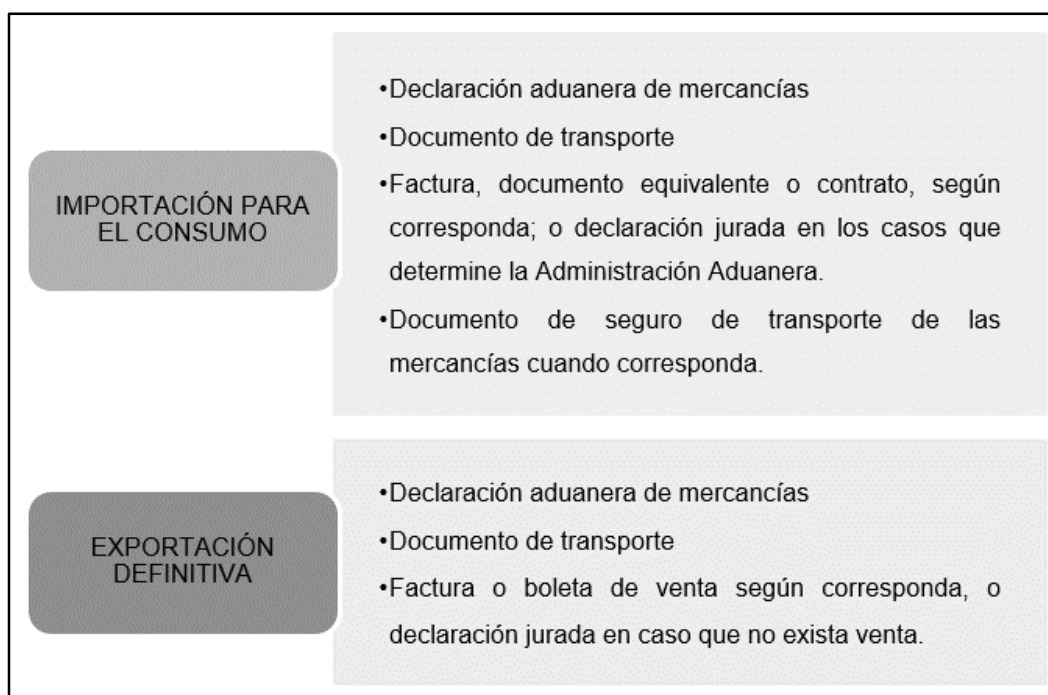 IMPORTACIÓN PARA
EL CONSUMO
•Declaración aduanera de mercancías
•Documento de transporte
•Factura, documento equivalente o contrato, según
corresponda; o declaración jurada en los casos que
determine la Administración Aduanera.
•Documento de seguro de transporte de las
mercancías cuando corresponda.
EXPORTACIÓN
DEFINITIVA
•Declaración aduanera de mercancías
•Documento de transporte
•Factura o boleta de venta según corresponda, o
declaración jurada en caso que no exista venta.